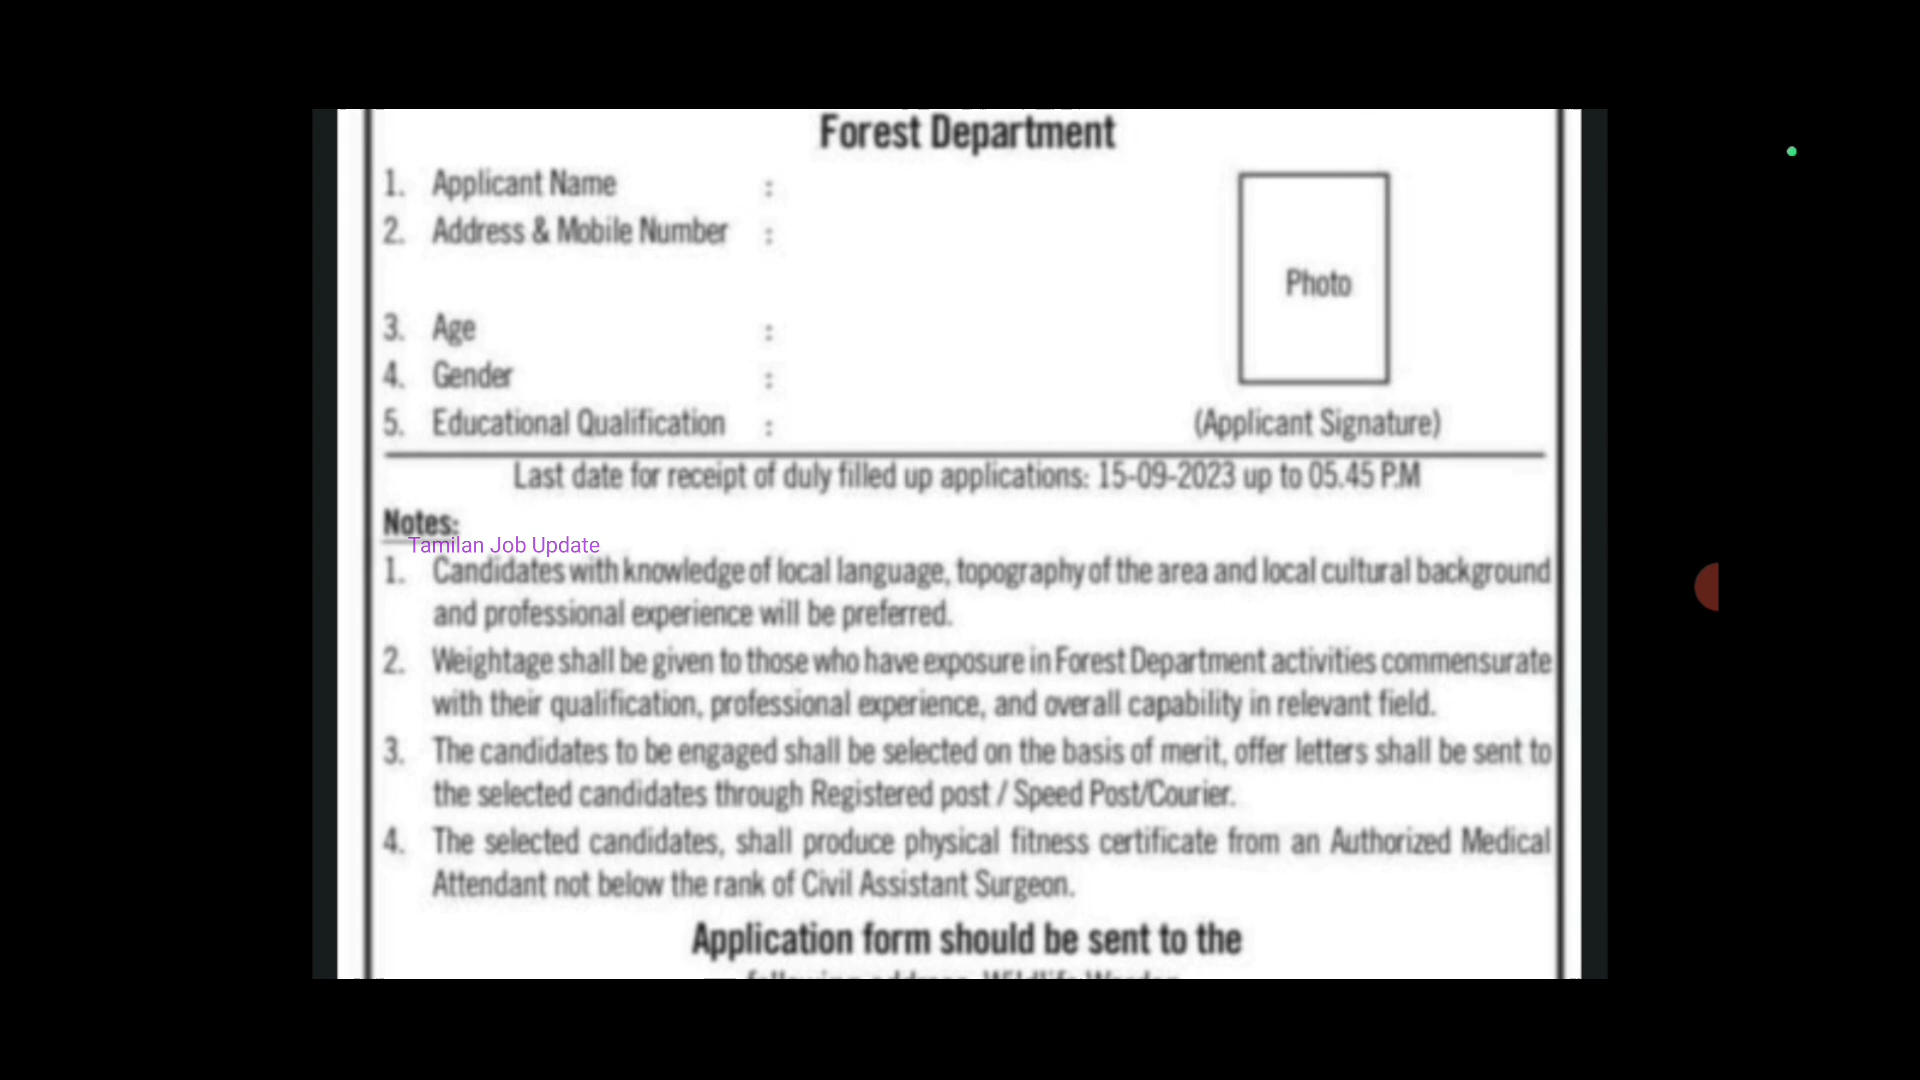 Forest Department
1. Applicant Name :
2. Address & Mobile Number :
Photo
3. Age :
4. Gender :
5. Educational Qualification :
(Applicant Signature)
Last date for receipt of duly filled up applications: 15-09-2023 up to 05.45 P.M
Notes:
Tamilan Job Update
1. Candidates with knowledge of local language, topography of the area and local cultural background
and professional experience will be preferred.
2. Weightage shall be given to those who have exposure in Forest Department activities commensurate
with their qualification, professional experience, and overall capability in relevant field.
3. The candidates to be engaged shall be selected on the basis of merit, offer letters shall be sent to
the selected candidates through Registered post / Speed Post/Courier.
4. The selected candidates, shall produce physical fitness certificate from an Authorized Medical
Attendant not below the rank of Civil Assistant Surgeon.
Application form should be sent to the
following address, Wildlife Warden